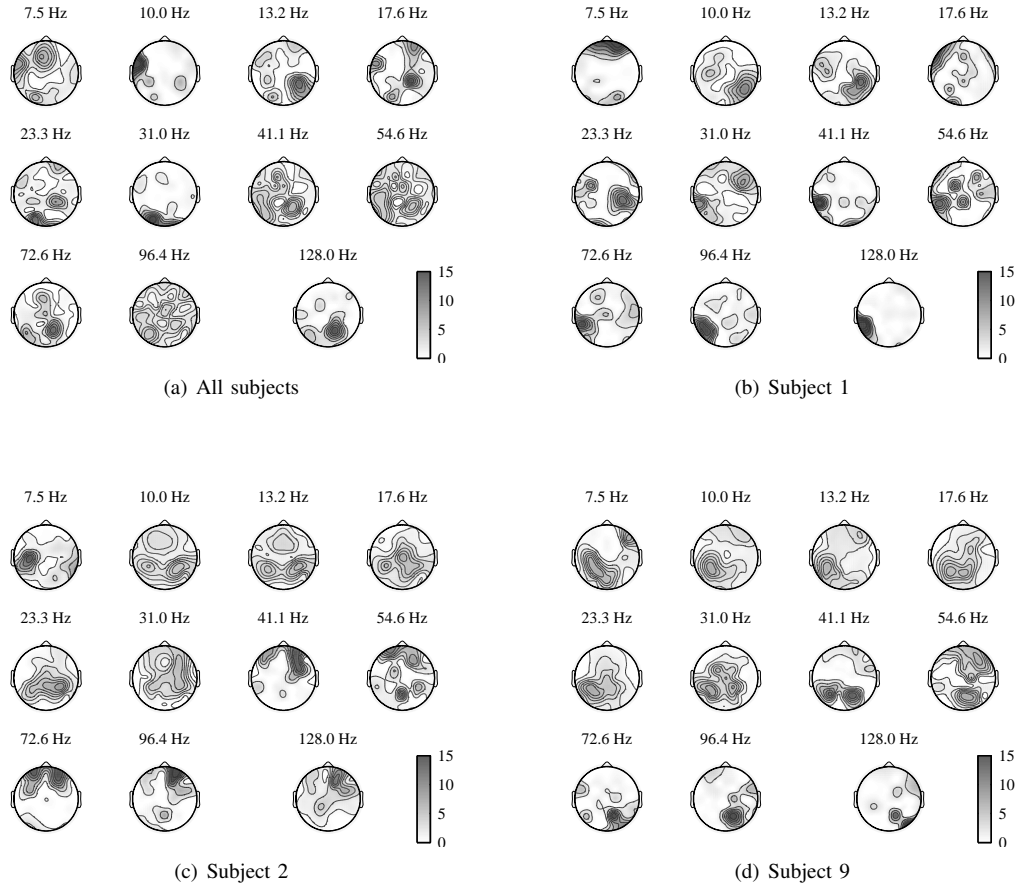 7.5 Hz 10.0 Hz 13.2 Hz 17.6 Hz
23.3 Hz 31.0 Hz 41.1 Hz 54.6 Hz
72.6 Hz 96.4 Hz 128.0 Hz
15
10
5
0
(a) All subjects
7.5 Hz 10.0 Hz 13.2 Hz 17.6 Hz
23.3 Hz 31.0 Hz 41.1 Hz 54.6 Hz
72.6 Hz 96.4 Hz 128.0 Hz
15
10
5
0
(b) Subject 1
7.5 Hz 10.0 Hz 13.2 Hz 17.6 Hz
23.3 Hz 31.0 Hz 41.1 Hz 54.6 Hz
72.6 Hz 96.4 Hz 128.0 Hz
15
10
5
0
(c) Subject 2
7.5 Hz 10.0 Hz 13.2 Hz 17.6 Hz
23.3 Hz 31.0 Hz 41.1 Hz 54.6 Hz
72.6 Hz 96.4 Hz 128.0 Hz
15
10
5
0
(d) Subject 9